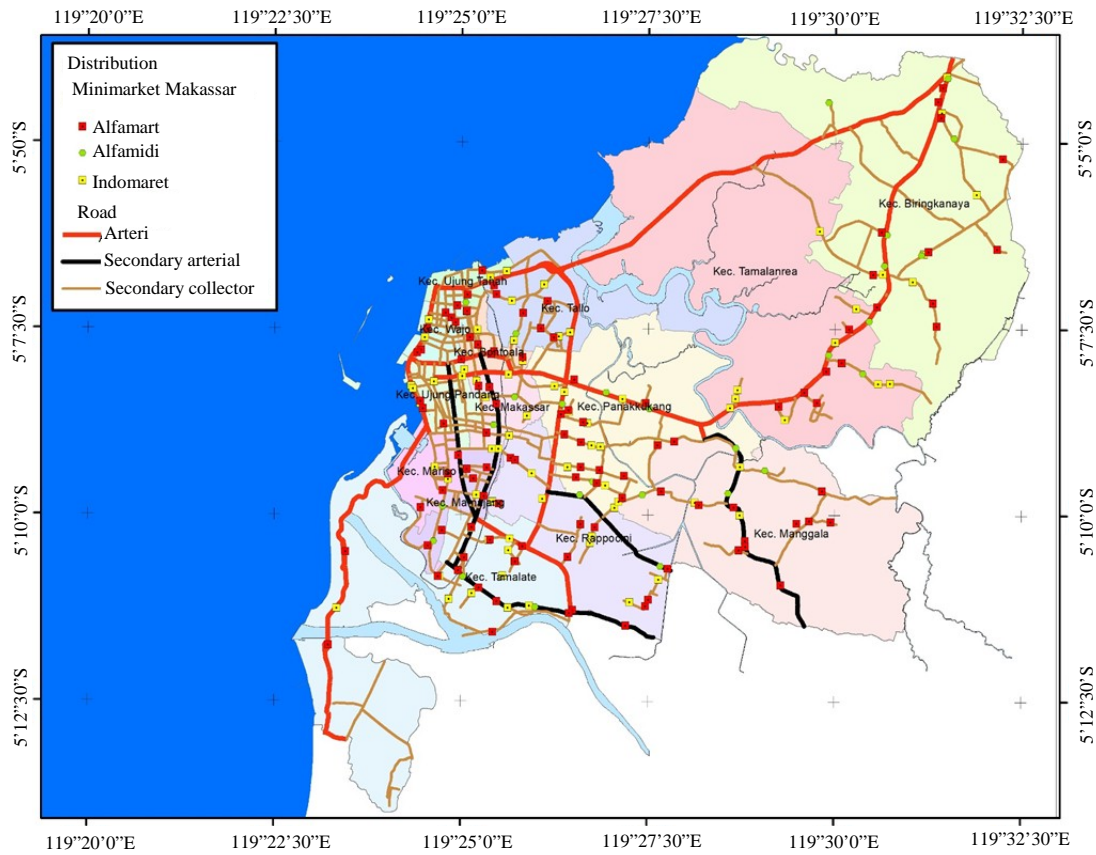 119°20’0”E 119°22’30”E 119°25’0”E 119°27’30”E 119°30’0”E 119°32’30”E
Distribution
Minimarket Makassar
Alfamart
Alfamidi
Indomaret
Road
Arteri
Secondary arterial
Secondary collector
5’50”S
5’7’30”S
5’10’0”S
5’12’30”S
Kec. Biringkanaya
Kec. Tamalanrea
Kec. Ujung Tanah
Kec. Tallo
Kec. Wajo
Kec. Bontoala
Kec. Ujung Pandang
Kec. Makassar
Kec. Panakkukang
Kec. Mariso
Kec. Mamajang
Kec. Rappocini
Kec. Manggala
Kec. Tamalate
5’5’0”S
5’7’30”S
5’10’0”S
5’12’30”S
119°20’0”E 119°22’30”E 119°25’0”E 119°27’30”E 119°30’0”E 119°32’30”E